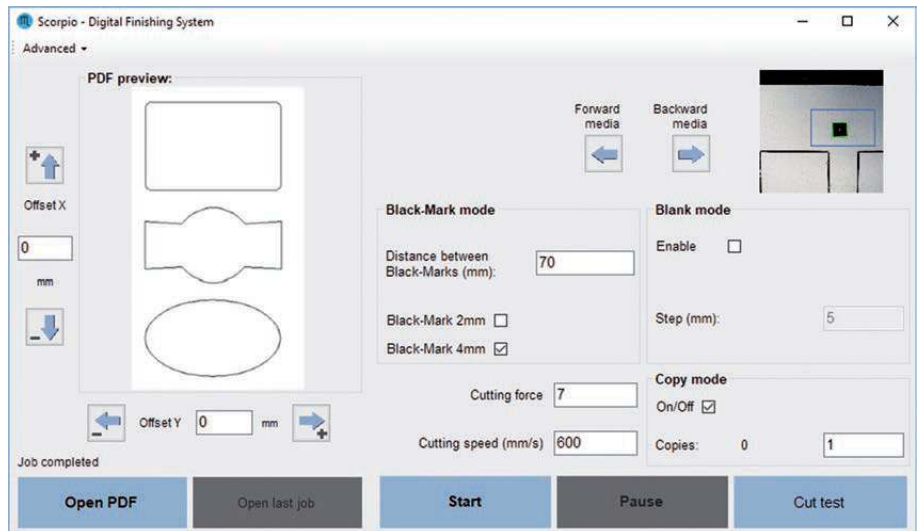 Scorpio - Digital Finishing System
Advanced
PDF preview:
Forward
media
Backward
media
+
Offset X
0
mm
−
Black-Mark mode
Distance between
Black-Marks (mm):
70
Black-Mark 2mm
Black-Mark 4mm
Blank mode
Enable
Step (mm):
5
−
Offset Y
0
mm
+
Cutting force
7
Cutting speed (mm/s)
600
Copy mode
On/Off
Copies:
0
1
Job completed
Open PDF
Open last job
Start
Pause
Cut test